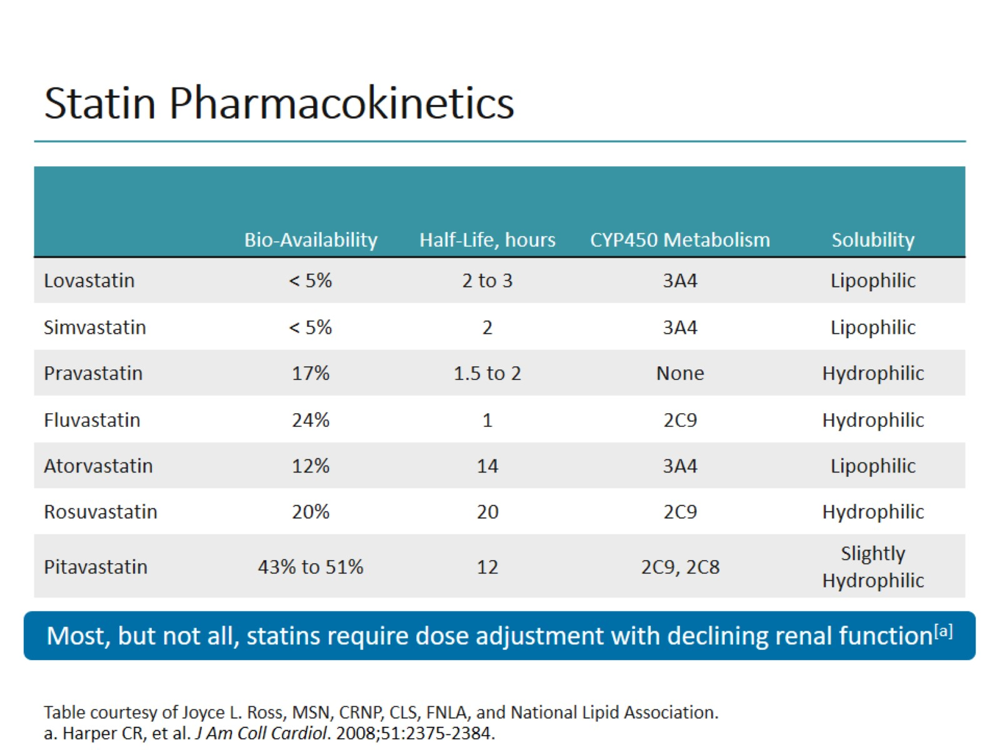 Statin Pharmacokinetics
Bio-Availability Half-Life, hours CYP450 Metabolism Solubility
Lovastatin < 5% 2 to 3 3A4 Lipophilic
Simvastatin < 5% 2 3A4 Lipophilic
Pravastatin 17% 1.5 to 2 None Hydrophilic
Fluvastatin 24% 1 2C9 Hydrophilic
Atorvastatin 12% 14 3A4 Lipophilic
Rosuvastatin 20% 20 2C9 Hydrophilic
Pitavastatin 43% to 51% 12 2C9, 2C8 Slightly
Hydrophilic
Most, but not all, statins require dose adjustment with declining renal function[a]
Table courtesy of Joyce L. Ross, MSN, CRNP, CLS, FNLA, and National Lipid Association.
a. Harper CR, et al. J Am Coll Cardiol. 2008;51:2375-2384.